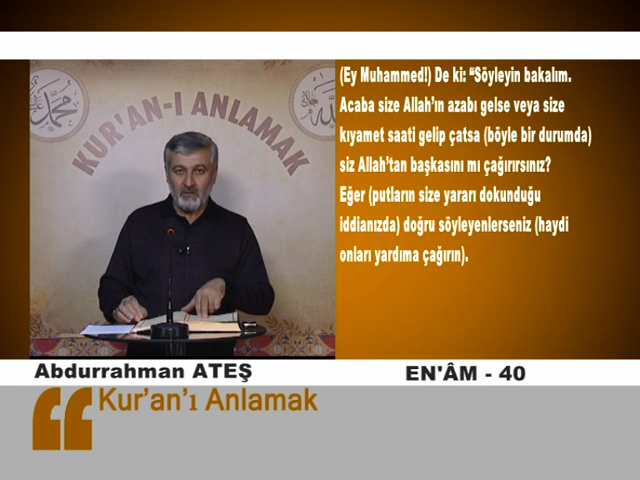 KUR'AN-I ANLAMAK
(Ey Muhammed!) De ki: “Söyleyin bakalım.
Acaba size Allah’ın azabı gelse veya size
kıyamet saati gelip çatsa (böyle bir durumda)
siz Allah’tan başkasını mı çağırırsınız?
Eğer (putların size yararı dokunduğu
iddianızda) doğru söyleyenlerseniz (haydi
onları yardıma çağırın).
Abdurrahman ATEŞ
EN'ÂM - 40
Kur’an’ı Anlamak